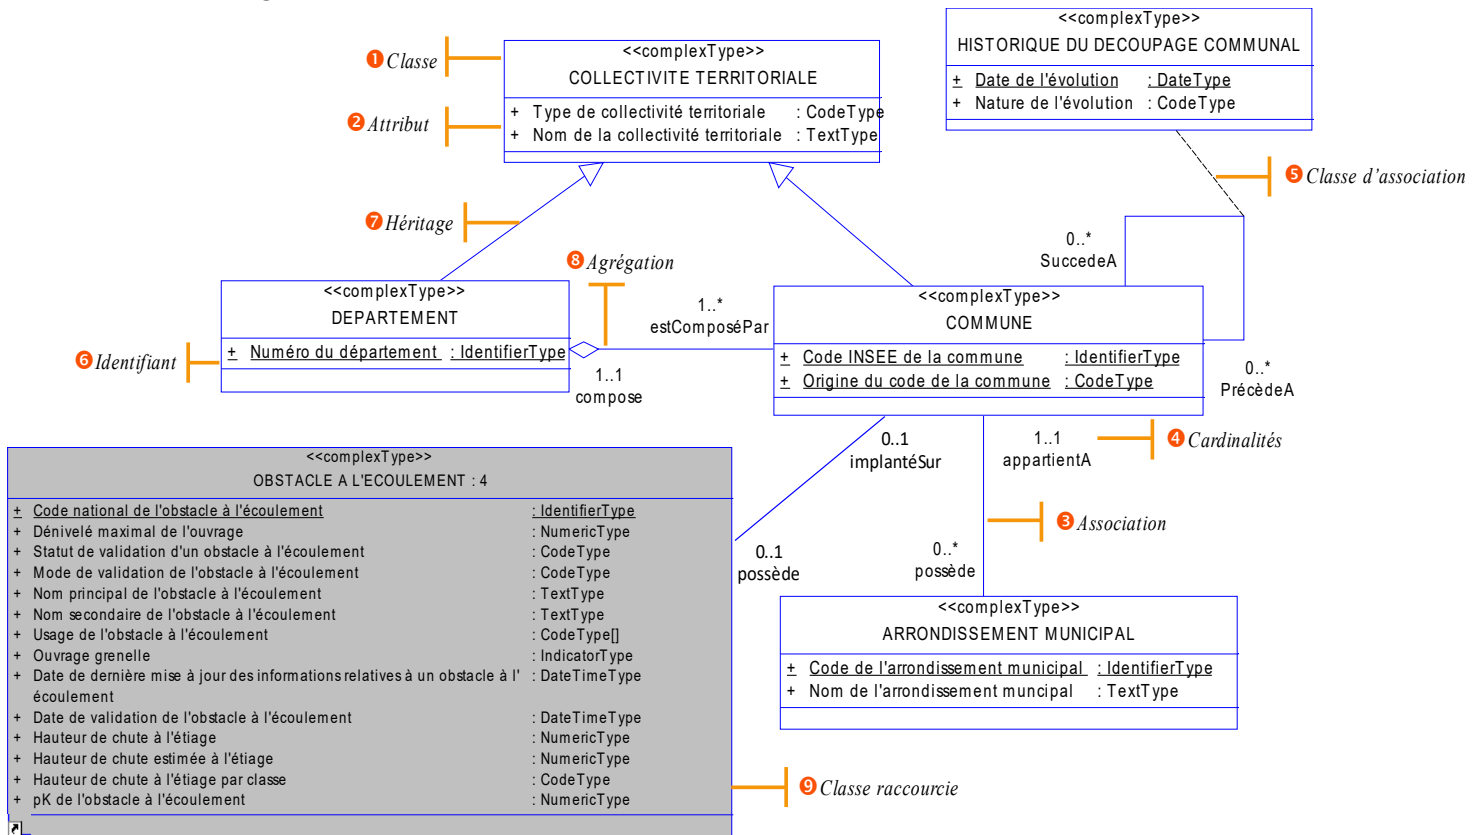 <<complexType>>
COLLECTIVITE TERRITORIALE
+ Type de collectivité territoriale : CodeType
+ Nom de la collectivité territoriale : TextType
<<complexType>>
HISTORIQUE DU DECOUPAGE COMMUNAL
+ Date de l'évolution : DateType
+ Nature de l'évolution : CodeType
1 Classe
2 Attribut
5 Classe d'association
7 Héritage
8 Agrégation
0..*
SuccedeA
<<complexType>>
DEPARTEMENT
+ Numéro du département : IdentifierType
6 Identifiant
1..*
estComposéPar
1..1
compose
<<complexType>>
COMMUNE
+ Code INSEE de la commune : IdentifierType
+ Origine du code de la commune : CodeType
0..*
PrécèdeA
0..1
implantéSur
1..1
appartientA
4 Cardinalités
3 Association
0..1
possède
0..*
possède
<<complexType>>
OBSTACLE A L'ECOULEMENT : 4
+ Code national de l'obstacle à l'écoulement : IdentifierType
+ Dénivelé maximal de l'ouvrage : NumericType
+ Statut de validation d'un obstacle à l'écoulement : CodeType
+ Mode de validation de l'obstacle à l'écoulement : CodeType
+ Nom principal de l'obstacle à l'écoulement : TextType
+ Nom secondaire de l'obstacle à l'écoulement : TextType
+ Usage de l'obstacle à l'écoulement : CodeType[]
+ Ouvrage grenelle : IndicatorType
+ Date de dernière mise à jour des informations relatives à un obstacle à l' : DateTimeType
écoulement
+ Date de validation de l'obstacle à l'écoulement : DateTimeType
+ Hauteur de chute à l'étiage : NumericType
+ Hauteur de chute estimée à l'étiage : NumericType
+ Hauteur de chute à l'étiage par classe : CodeType
+ pK de l'obstacle à l'écoulement : NumericType
<<complexType>>
ARRONDISSEMENT MUNICIPAL
+ Code de l'arrondissement municipal : IdentifierType
+ Nom de l'arrondissement muncipal : TextType
9 Classe raccourcie